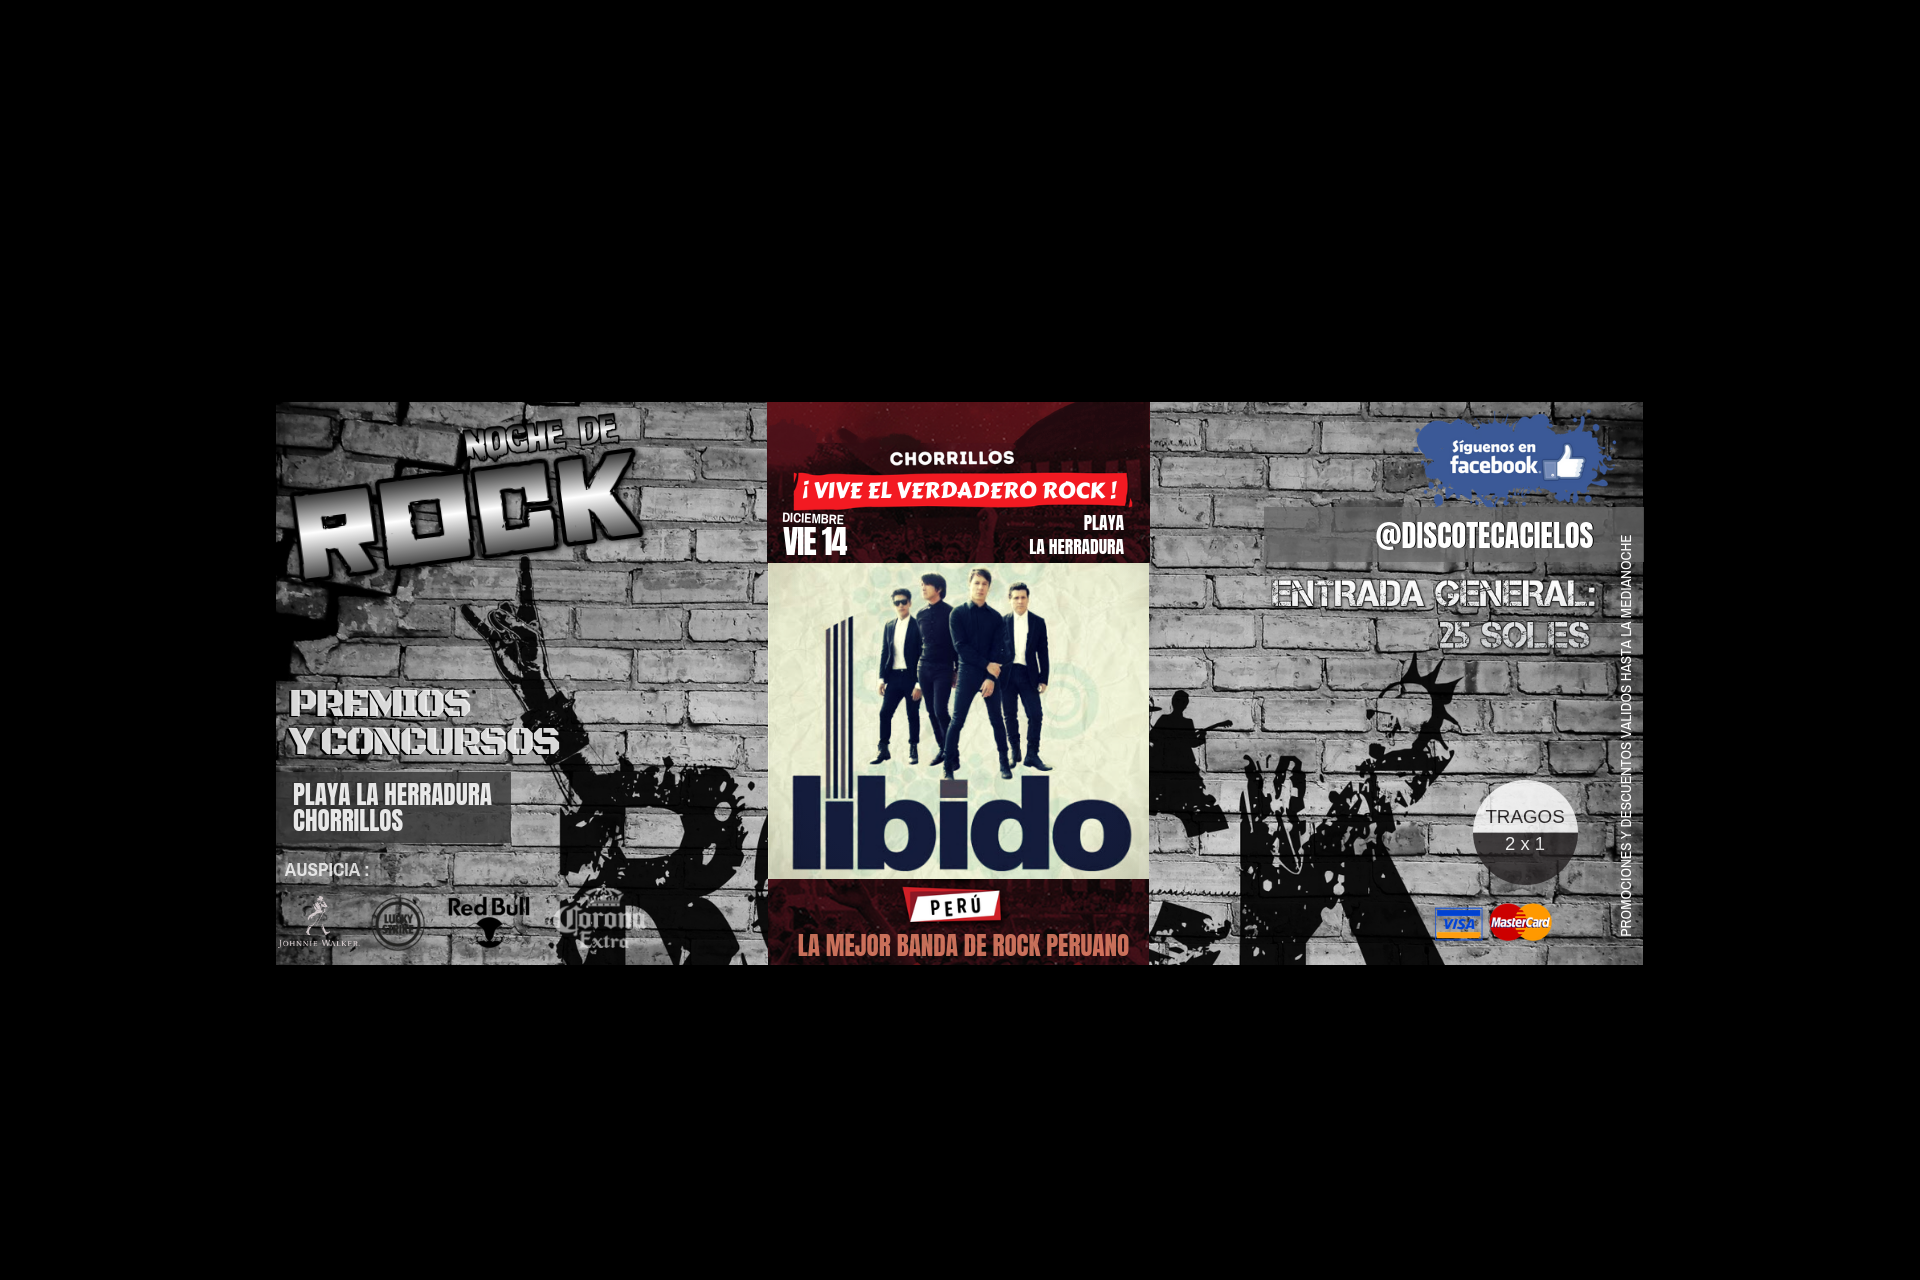 NOCHE DE
ROCK
PREMIOS
Y CONCURSOS
PLAYA LA HERRADURA
CHORRILLOS
AUSPICIA :
JOHNNIE WALKER.
LUCKY
STRIKE
Red Bull
Corona
Extra
CHORRILLOS
¡ VIVE EL VERDADERO ROCK !
DICIEMBRE
VIE 14
PLAYA
LA HERRADURA
libido
PERÚ
LA MEJOR BANDA DE ROCK PERUANO
Síguenos en
facebook
@DISCOTECACIELOS
ENTRADA GENERAL:
25 SOLES
TRAGOS
2 x 1
VISA
MasterCard
PROMOCIONES Y DESCUENTOS VALIDOS HASTA LA MEDIANOCHE